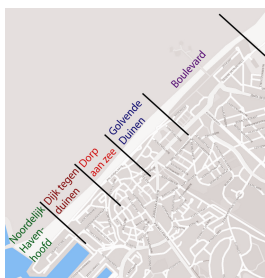 Noordelijk
Haven-
hoofd
Dijk tegen
duinen
Dorp
aan zee
Golvende
Duinen
Boulevard